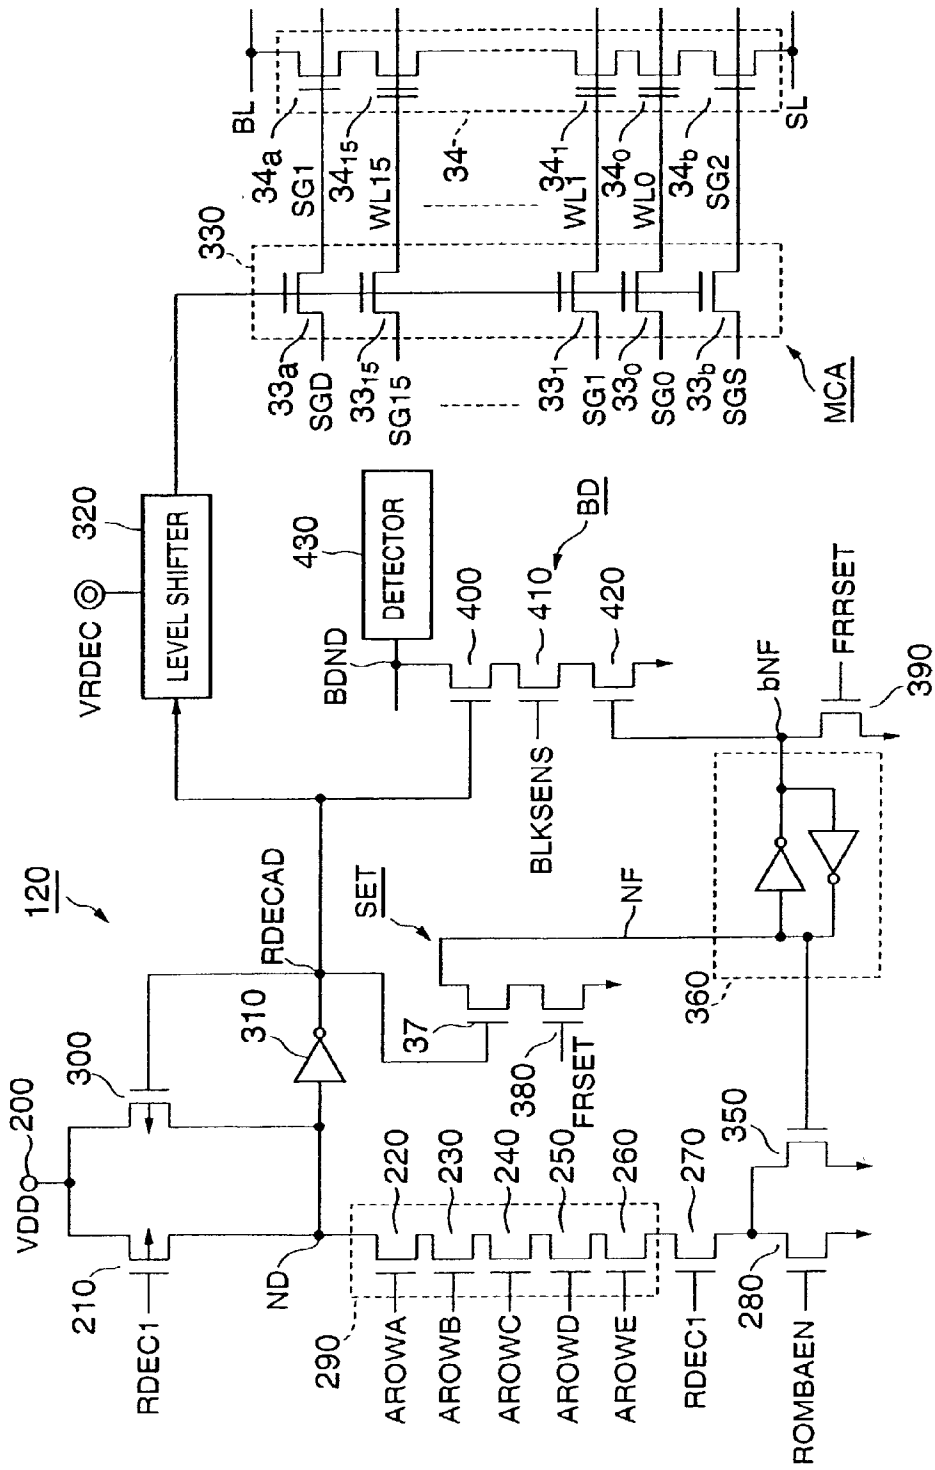 120
VDD
200
210
RDEC1
300
ND
310
RDECAD
290
220
230
240
250
260
AROWA
AROWB
AROWC
AROWD
AROWE
RDEC1
270
280
ROMBAEN
350
SET
37
380
FRSET
NF
360
bNF
FRRSET
390
VRDEC
320
LEVEL SHIFTER
430
DETECTOR
BDND
400
410
420
BD
BLKSENS
330
33a
SGD
3315
SG15
331
SG1
330
SG0
33b
SGS
MCA
BL
34a
SG1
3415
WL15
34
341
WL1
340
WL0
34b
SG2
SL